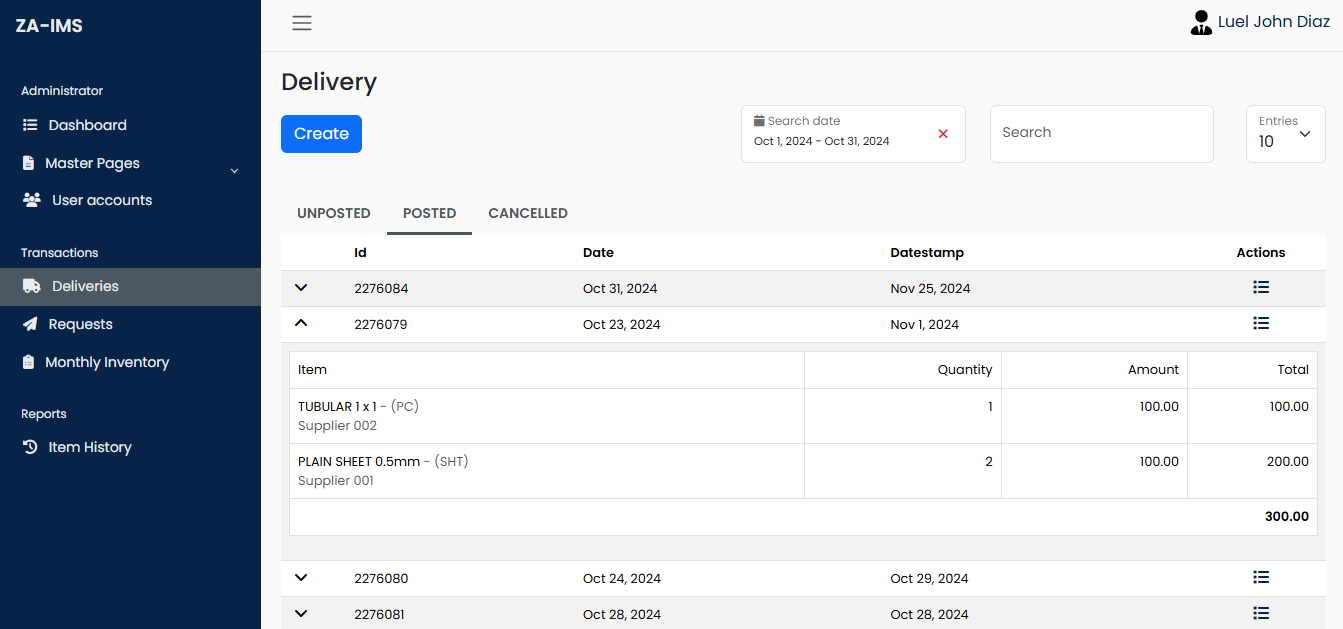 ZA-IMS
Luel John Diaz
Administrator
Dashboard
Master Pages
User accounts
Transactions
Deliveries
Requests
Monthly Inventory
Reports
Item History
Delivery
Create
Search date
Oct 1, 2024 - Oct 31, 2024
Search
Entries
10
UNPOSTED POSTED CANCELLED
Id Date Datestamp Actions
2276084 Oct 31, 2024 Nov 25, 2024
2276079 Oct 23, 2024 Nov 1, 2024
Item Quantity Amount Total
TUBULAR 1 x 1 - (PC) 1 100.00 100.00
Supplier 002
PLAIN SHEET 0.5mm - (SHT) 2 100.00 200.00
Supplier 001
300.00
2276080 Oct 24, 2024 Oct 29, 2024
2276081 Oct 28, 2024 Oct 28, 2024